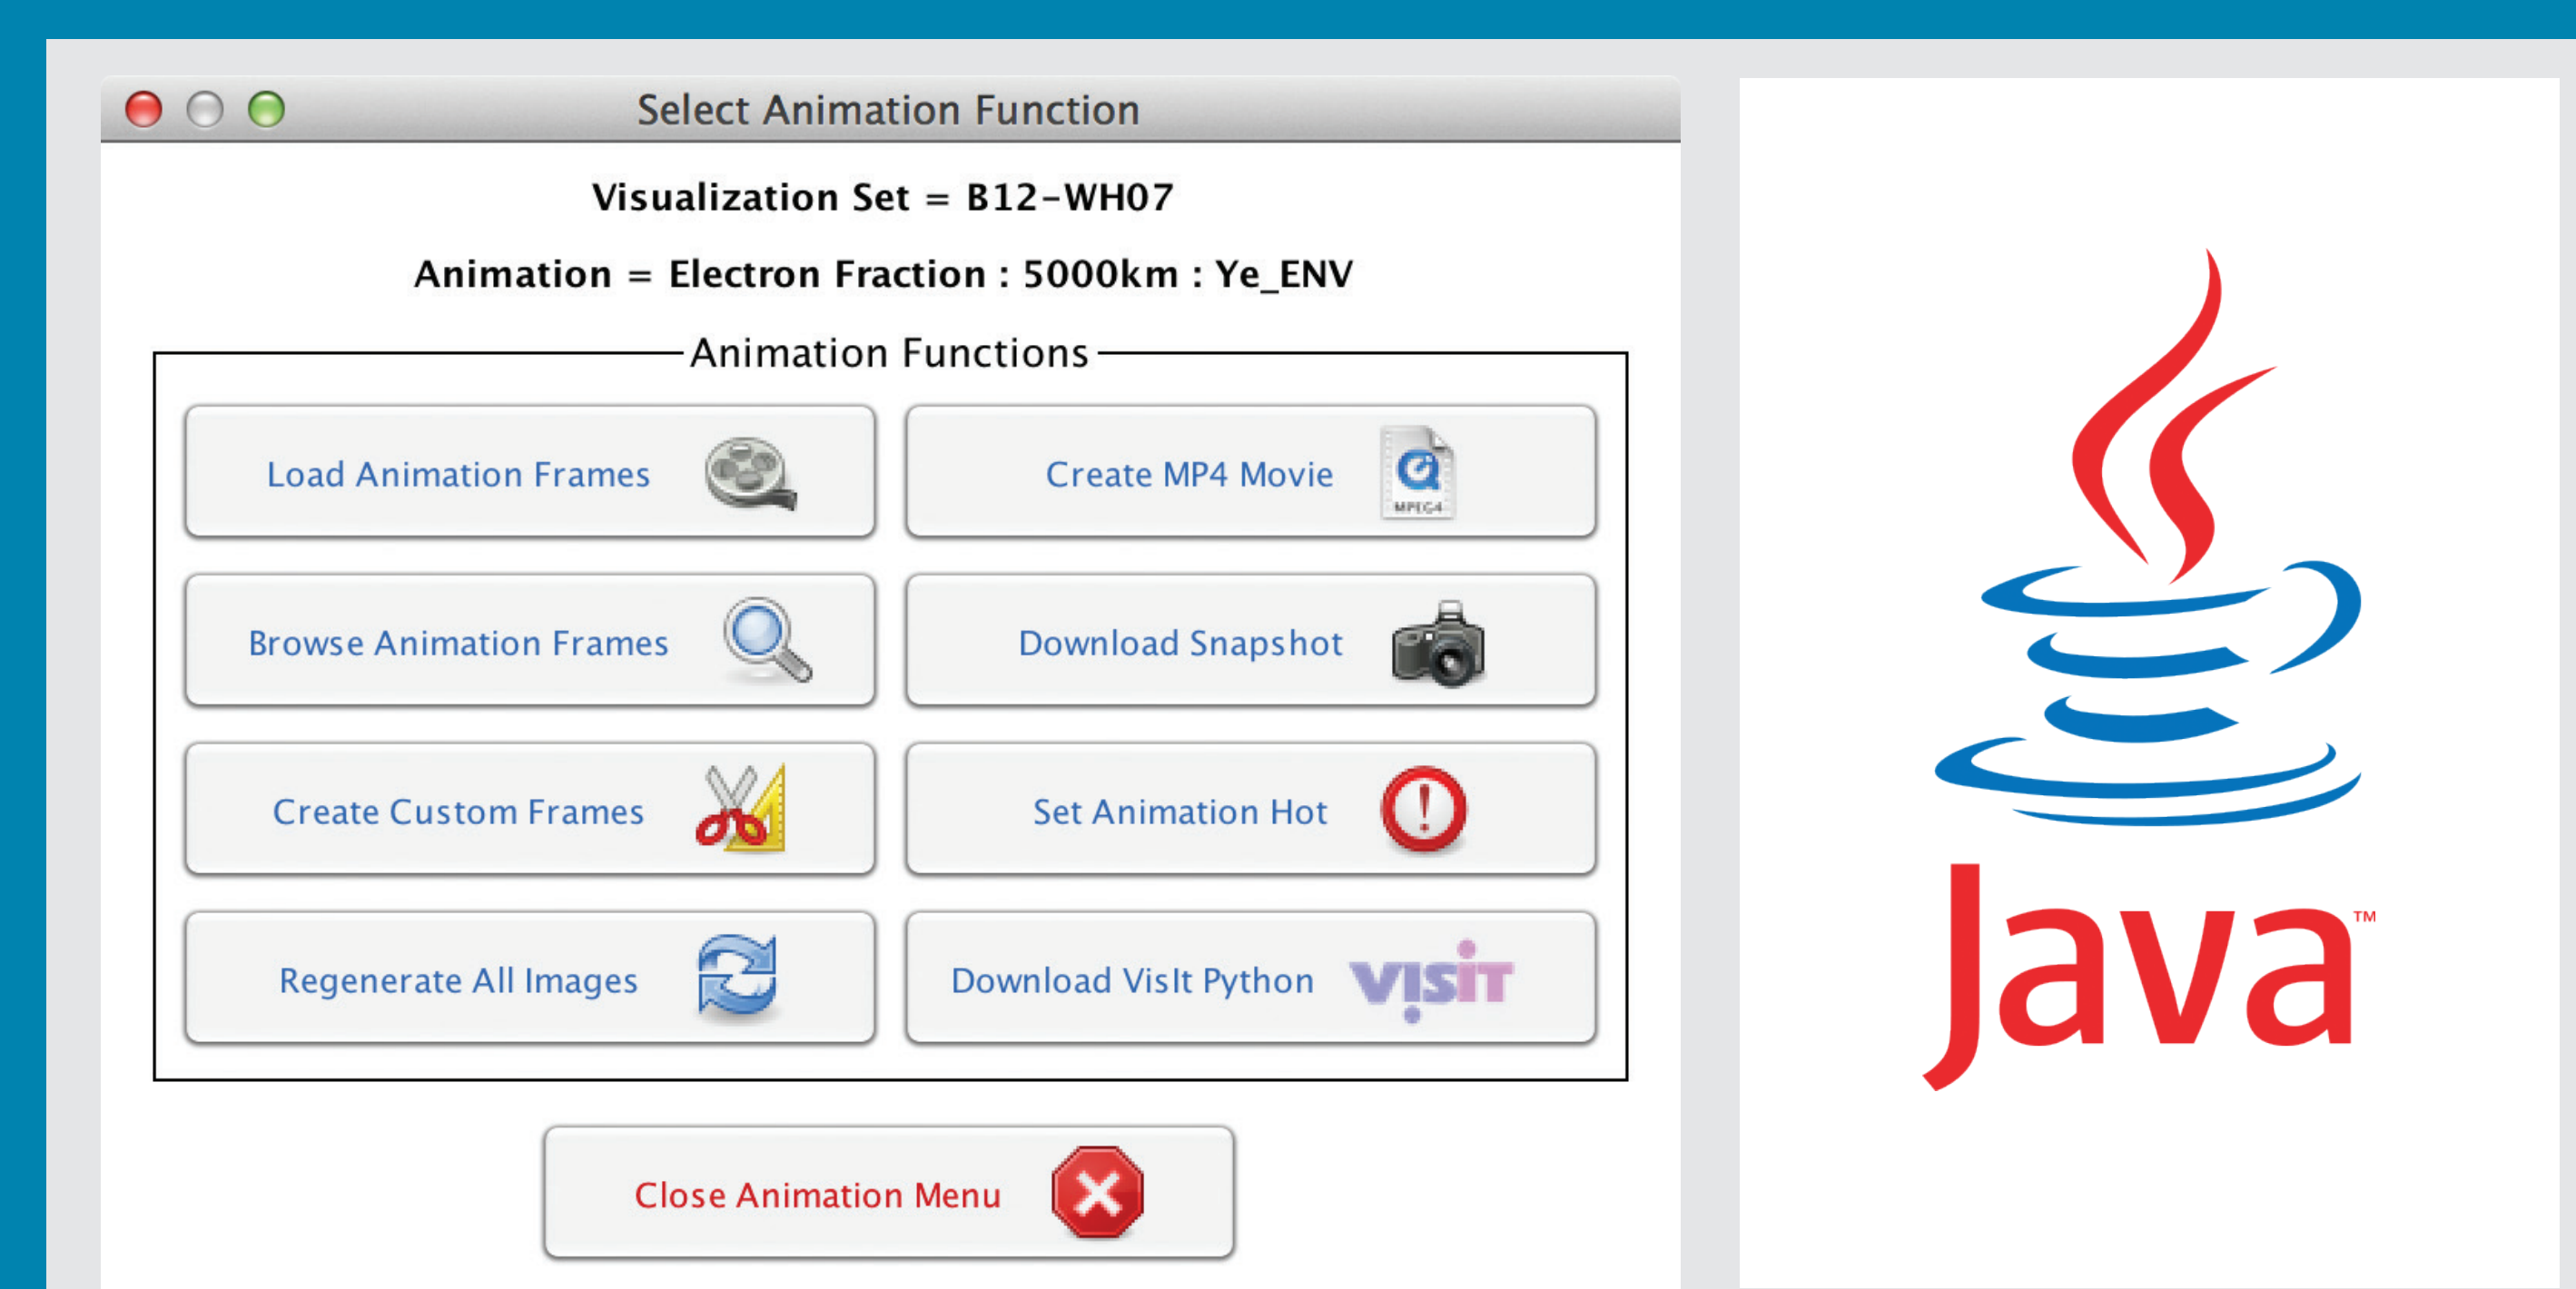 Select Animation Function
Visualization Set = B12-WH07
Animation = Electron Fraction : 5000km : Ye_ENV
Animation Functions
Load Animation Frames
Create MP4 Movie
MPEG4
Browse Animation Frames
Download Snapshot
Create Custom Frames
Set Animation Hot
Regenerate All Images
Download VisIt Python
VISIT
Close Animation Menu
Java™